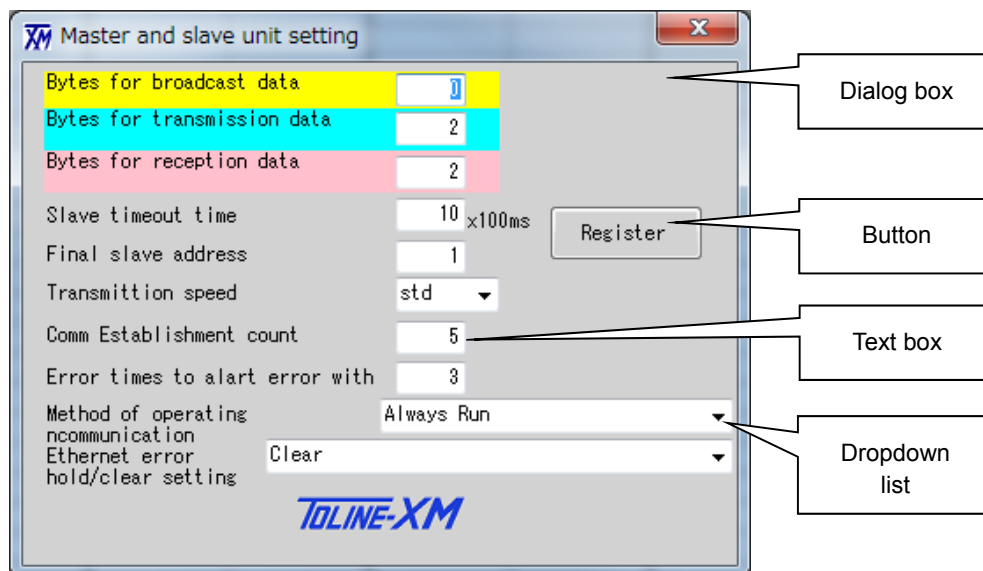 XM Master and slave unit setting
x
Bytes for broadcast data 0
Dialog box
Bytes for transmission data 2
Bytes for reception data 2
Slave timeout time 10 x100ms
Register
Button
Final slave address 1
Transmittion speed std
Comm Establishment count 5
Text box
Error times to alart error with 3
Method of operating
ncommunication
Always Run
Ethernet error
hold/clear setting
Clear
Dropdown
list
TOLINE-XM